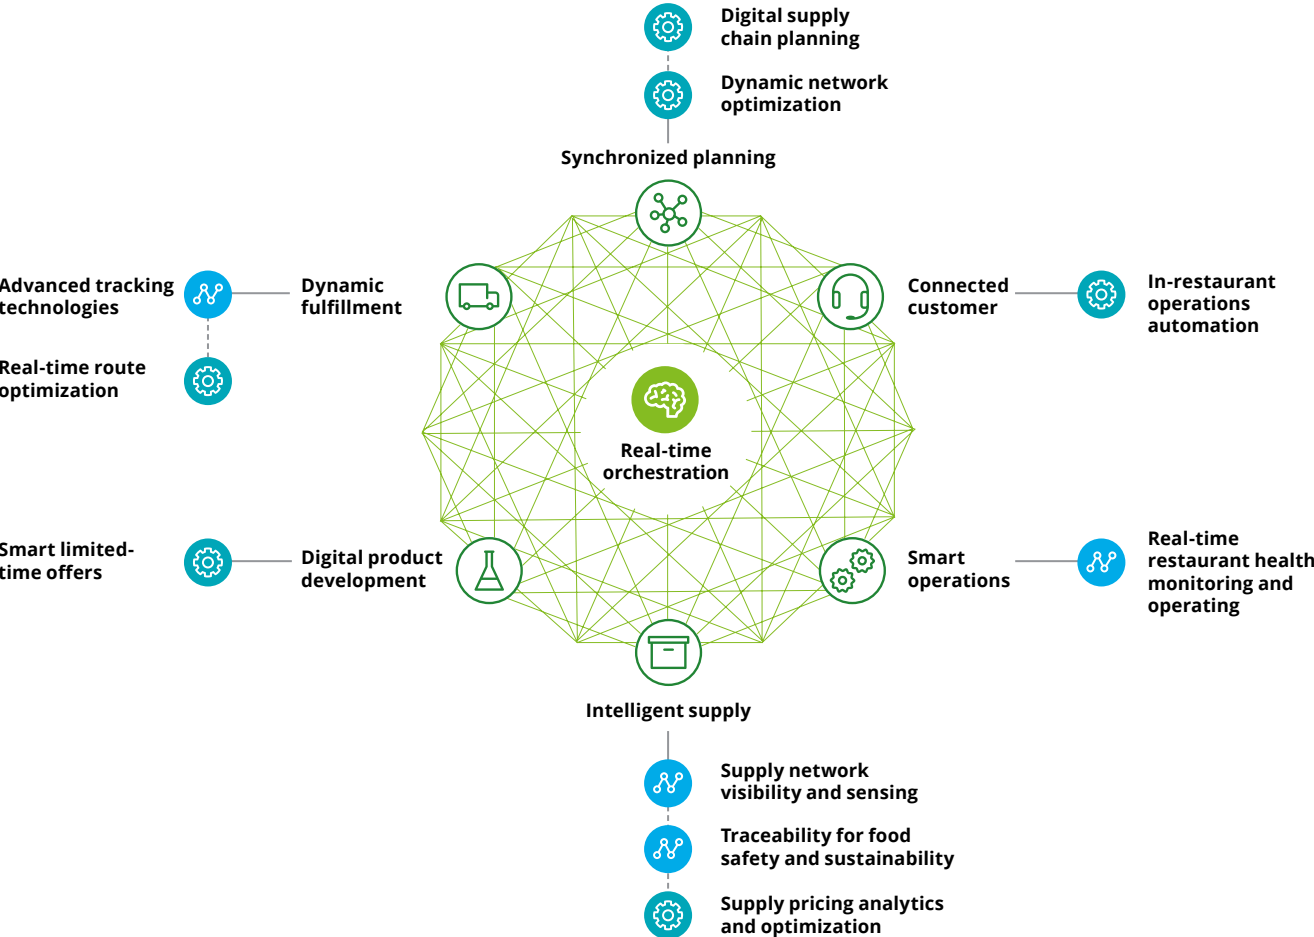 Digital supply
chain planning
Dynamic network
optimization
Synchronized planning
Advanced tracking
technologies
Dynamic
fulfillment
Connected
customer
In-restaurant
operations
automation
Real-time route
optimization
Real-time
orchestration
Smart limited-
time offers
Digital product
development
Smart
operations
Real-time
restaurant health
monitoring and
operating
Intelligent supply
Supply network
visibility and sensing
Traceability for food
safety and sustainability
Supply pricing analytics
and optimization